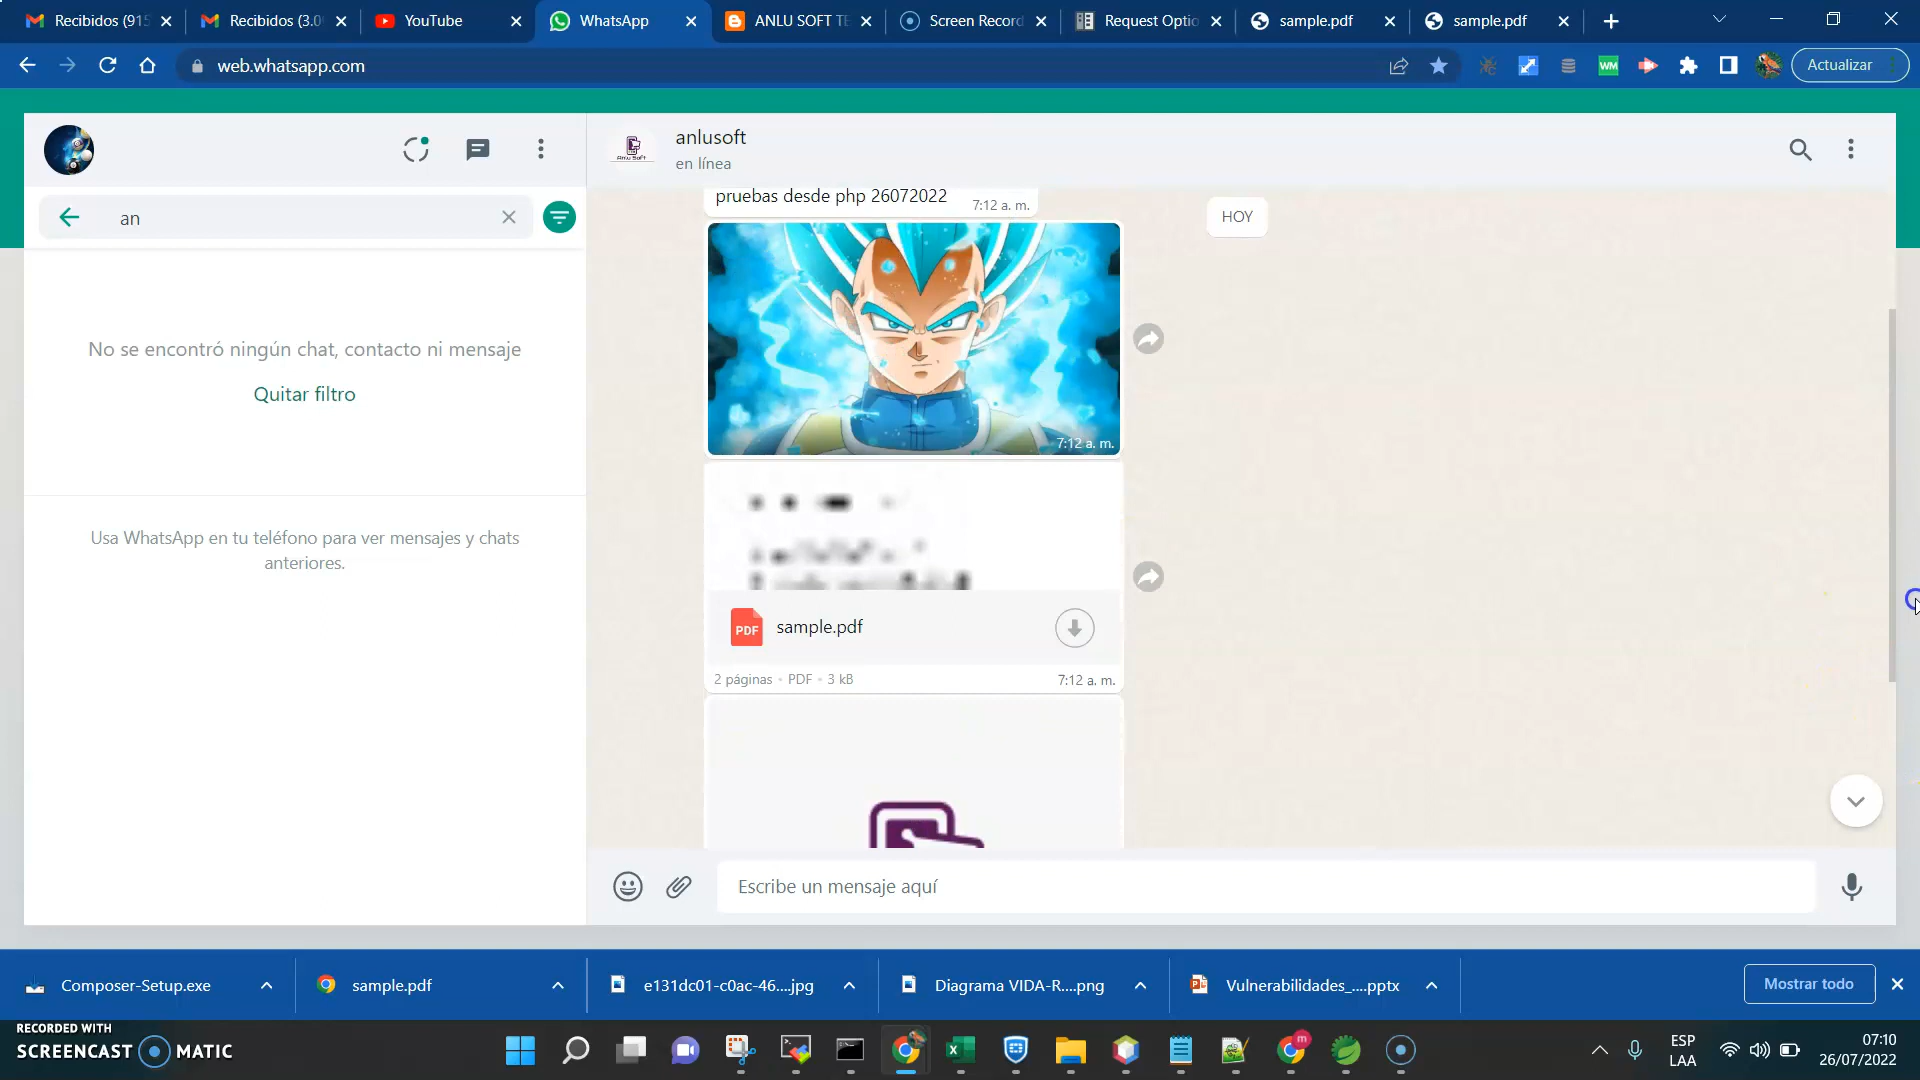 Recibidos (915
Recibidos (3.0
YouTube
WhatsApp
ANLU SOFT TE
Screen Record
Request Optio
sample.pdf
sample.pdf
web.whatsapp.com
WM
Actualizar
anlusoft
en línea
an
No se encontró ningún chat, contacto ni mensaje
Quitar filtro
Usa WhatsApp en tu teléfono para ver mensajes y chats
anteriores.
pruebas desde php 26072022
7:12 a. m.
HOY
7:12 a. m.
PDF
sample.pdf
2 páginas • PDF • 3 kB
7:12 a. m.
Escribe un mensaje aquí
Composer-Setup.exe
sample.pdf
e131dc01-c0ac-46....jpg
Diagrama VIDA-R....png
Vulnerabilidades_....pptx
Mostrar todo
RECORDED WITH
SCREENCAST MATIC
ESP
LAA
07:10
26/07/2022